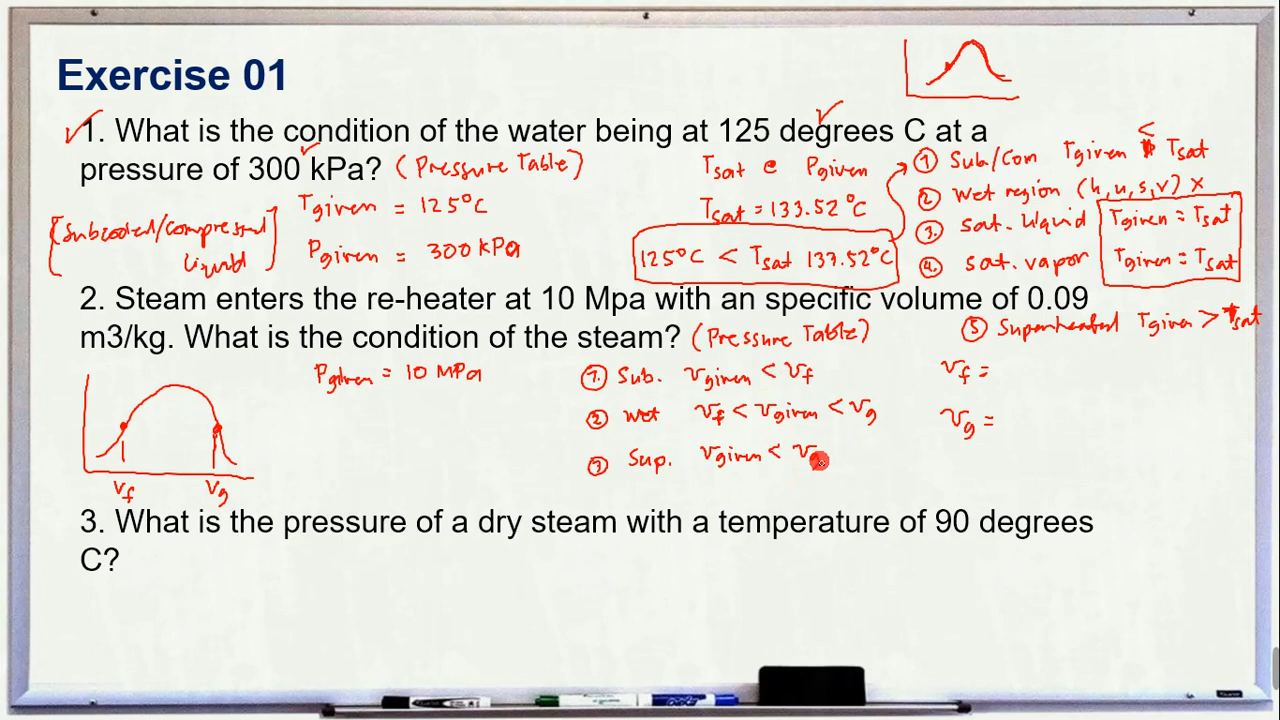 Exercise 01
1. What is the condition of the water being at 125 degrees C at a
pressure of 300 kPa? (Pressure Table)
Tgiven = 125°C
Pgiven = 300 kPa
[Subcooled/compressed
liquid]
Tsat @ Pgiven
Tsat = 133.52°C
125°C < Tsat 133.52°C
① Sub/Com Tgiven < Tsat
② Wet region (h, u, s, v) x
③. Sat. liquid Tgiven = Tsat
④. sat. vapor Tgiven = Tsat
⑤ Superheated Tgiven > Tsat
2. Steam enters the re-heater at 10 Mpa with an specific volume of 0.09
m3/kg. What is the condition of the steam? (Pressure Table)
Pgiven = 10 MPa
①. Sub. vgiven < vf
② Wet vf < vgiven < vg
③ Sup. vgiven < v
vf =
vg =
vf vg
3. What is the pressure of a dry steam with a temperature of 90 degrees
C?